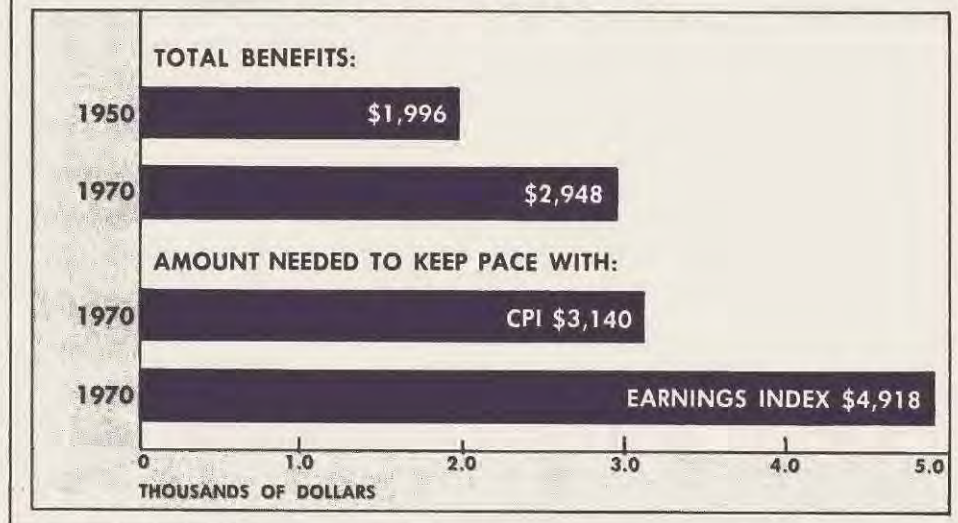 TOTAL BENEFITS:
1950 $1,996
1970 $2,948
AMOUNT NEEDED TO KEEP PACE WITH:
1970 CPI $3,140
1970 EARNINGS INDEX $4,918
0 1.0 2.0 3.0 4.0 5.0
THOUSANDS OF DOLLARS